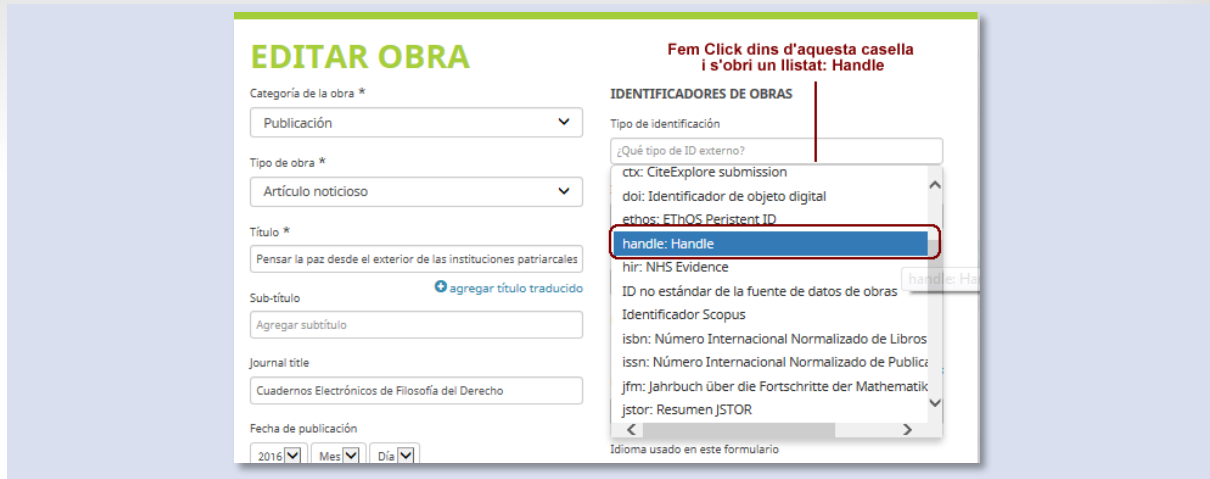 EDITAR OBRA
Categoría de la obra *
Publicación
Tipo de obra *
Artículo noticioso
Título *
Pensar la paz desde el exterior de las instituciones patriarcales
agregar título traducido
Sub-título
Agregar subtítulo
Journal title
Cuadernos Electrónicos de Filosofía del Derecho
Fecha de publicación
2016 Mes Día
Fem Click dins d'aquesta casella
i s'obri un llistat: Handle
IDENTIFICADORES DE OBRAS
Tipo de identificación
¿Qué tipo de ID externo?
ctx: CiteExplore submission
doi: Identificador de objeto digital
ethos: EThOS Peristent ID
handle: Handle
hir: NHS Evidence
handle: Ha
ID no estándar de la fuente de datos de obras
Identificador Scopus
isbn: Número Internacional Normalizado de Libros
issn: Número Internacional Normalizado de Publica
jfm: Jahrbuch über die Fortschritte der Mathematik
jstor: Resumen JSTOR
Idioma usado en este formulario